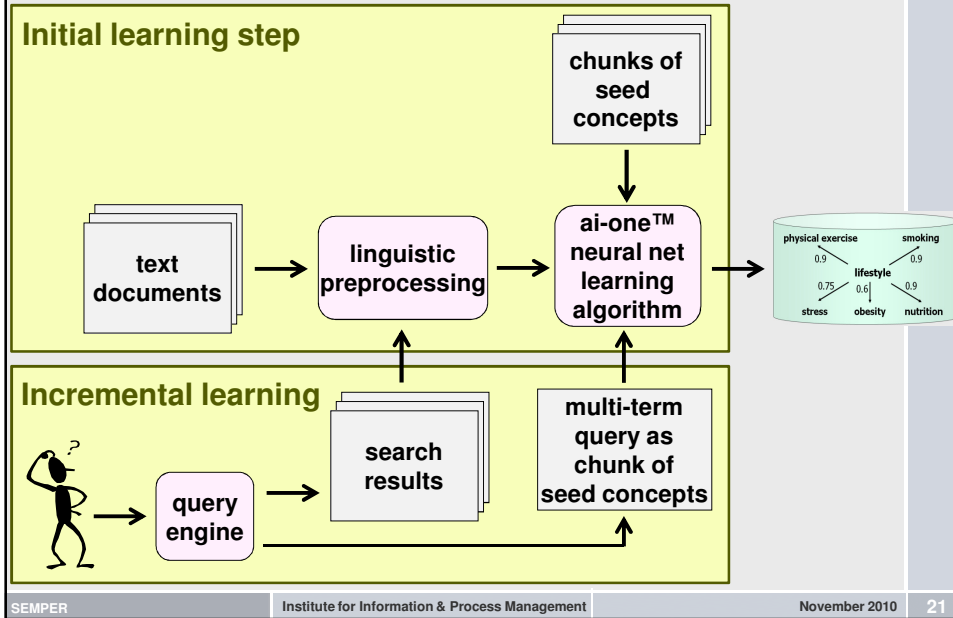 Initial learning step
chunks of
seed
concepts
text
documents
linguistic
preprocessing
ai-one™
neural net
learning
algorithm
physical exercise
smoking
0.9
0.9
lifestyle
0.75
0.6
0.9
stress
obesity
nutrition
Incremental learning
?
query
engine
search
results
multi-term
query as
chunk of
seed concepts
SEMPER
Institute for Information & Process Management
November 2010
21